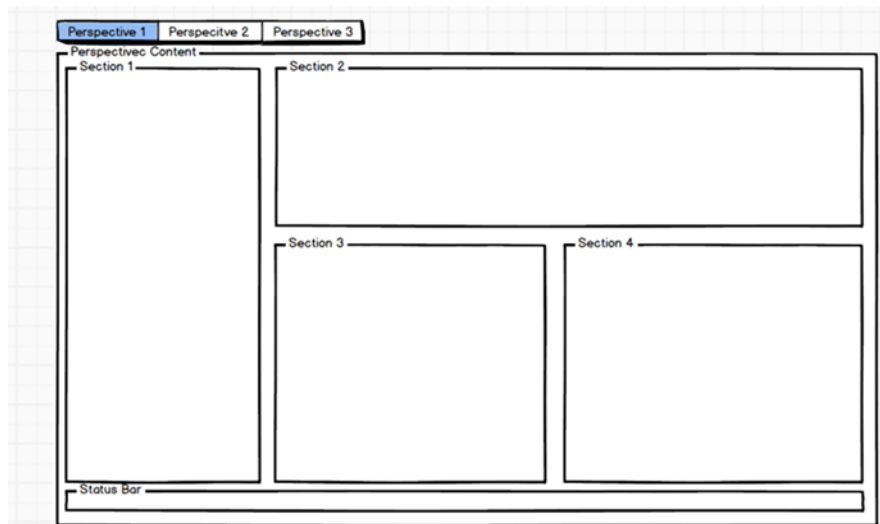 Perspective 1 Perspecitve 2 Perspective 3
Perspectivec Content
Section 1 Section 2
Section 3 Section 4
Status Bar